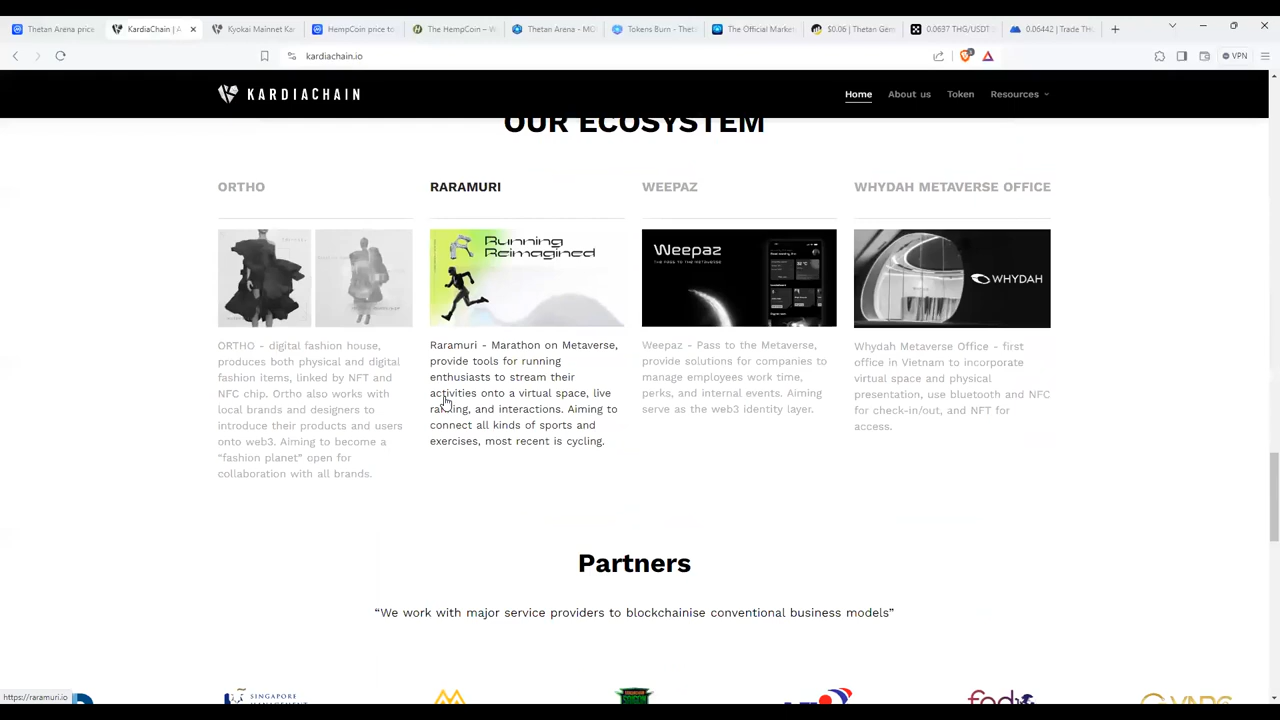 Thetan Arena price
KardiaChain | A
Kyokai Mainnet Kar
HempCoin price to
The HempCoin – W
Thetan Arena - MO
Tokens Burn - Thet
The Official Market
$0.06 | Thetan Gem
0.0637 THG/USDT
0.06442 | Trade TH
kardiachain.io
VPN
KARDIACHAIN
Home
About us
Token
Resources
OUR ECOSYSTEM
ORTHO
RARAMURI
WEEPAZ
WHYDAH METAVERSE OFFICE
Running
Reimagined
Weepaz
THE PASS TO THE METAVERSE
WHYDAH
ORTHO - digital fashion house,
produces both physical and digital
fashion items, linked by NFT and
NFC chip. Ortho also works with
local brands and designers to
introduce their products and users
onto web3. Aiming to become a
“fashion planet” open for
collaboration with all brands.
Raramuri - Marathon on Metaverse,
provide tools for running
enthusiasts to stream their
activities onto a virtual space, live
ranking, and interactions. Aiming to
connect all kinds of sports and
exercises, most recent is cycling.
Weepaz - Pass to the Metaverse,
provide solutions for companies to
manage employees work time,
perks, and internal events. Aiming
serve as the web3 identity layer.
Whydah Metaverse Office - first
office in Vietnam to incorporate
virtual space and physical
presentation, use bluetooth and NFC
for check-in/out, and NFT for
access.
Partners
“We work with major service providers to blockchainise conventional business models”
https://raramuri.io
SINGAPORE